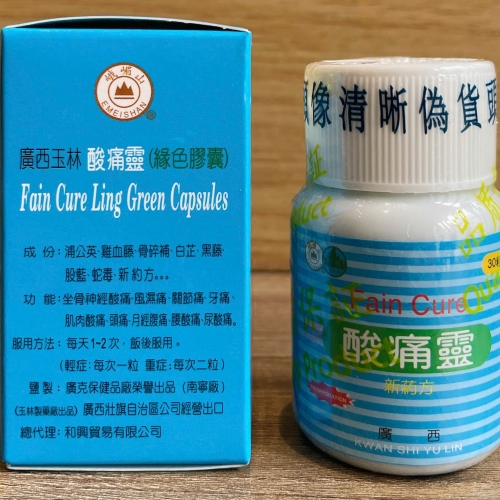 峨嵋山
EMEISHAN
®
廣西玉林 酸痛靈(綠色膠囊)
Fain Cure Ling Green Capsules
成份：浦公英、雞血藤、骨碎補、白芷、黑藤
股藍、蛇毒、新約方。。。
功能：坐骨神經酸痛、風濕痛、關節痛、牙痛、
肌肉酸痛、頭痛、月經腹痛、腰酸痛、尿酸痛。
服用方法：每天1-2次，飯後服用。
(輕症：每次一粒 重症：每次二粒)
監製：廣克保健品廠榮譽出品(南寧廠)
(玉林製藥廠出品)廣西壯旗自治區公司經營出口
總代理：和興貿易有限公司
像清晰偽貨頭
30
Fain Cure
酸痛靈
新葯方
廣 西
KWAN SHI YU LIN